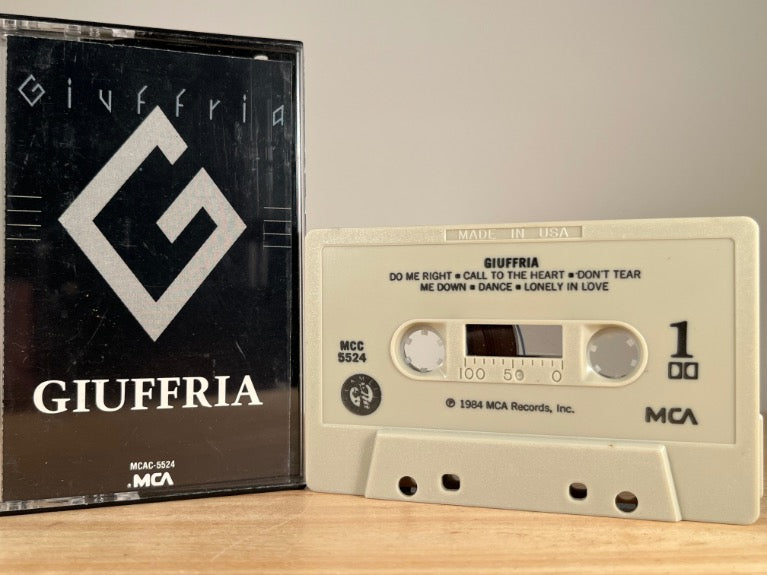 Giuffria
GIUFFRIA
MCAC-5524
MCA
MADE IN USA
GIUFFRIA
DO ME RIGHT ▪ CALL TO THE HEART ▪ DON'T TEAR
ME DOWN ▪ DANCE ▪ LONELY IN LOVE
MCC
5524
1
100 50 0
℗ 1984 MCA Records, Inc.
MCA